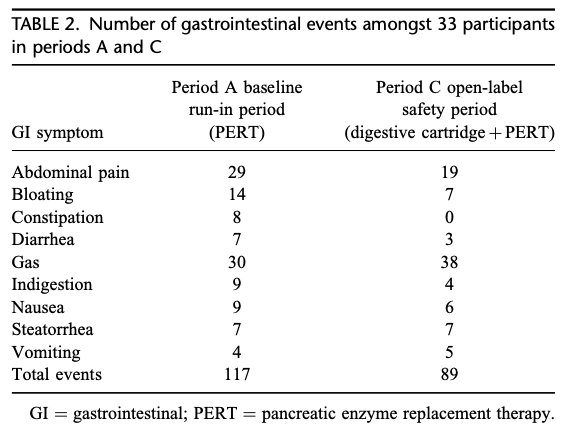 TABLE 2. Number of gastrointestinal events amongst 33 participants
in periods A and C
Period A baseline Period C open-label
run-in period safety period
GI symptom (PERT) (digestive cartridge + PERT)
Abdominal pain 29 19
Bloating 14 7
Constipation 8 0
Diarrhea 7 3
Gas 30 38
Indigestion 9 4
Nausea 9 6
Steatorrhea 7 7
Vomiting 4 5
Total events 117 89
GI = gastrointestinal; PERT = pancreatic enzyme replacement therapy.